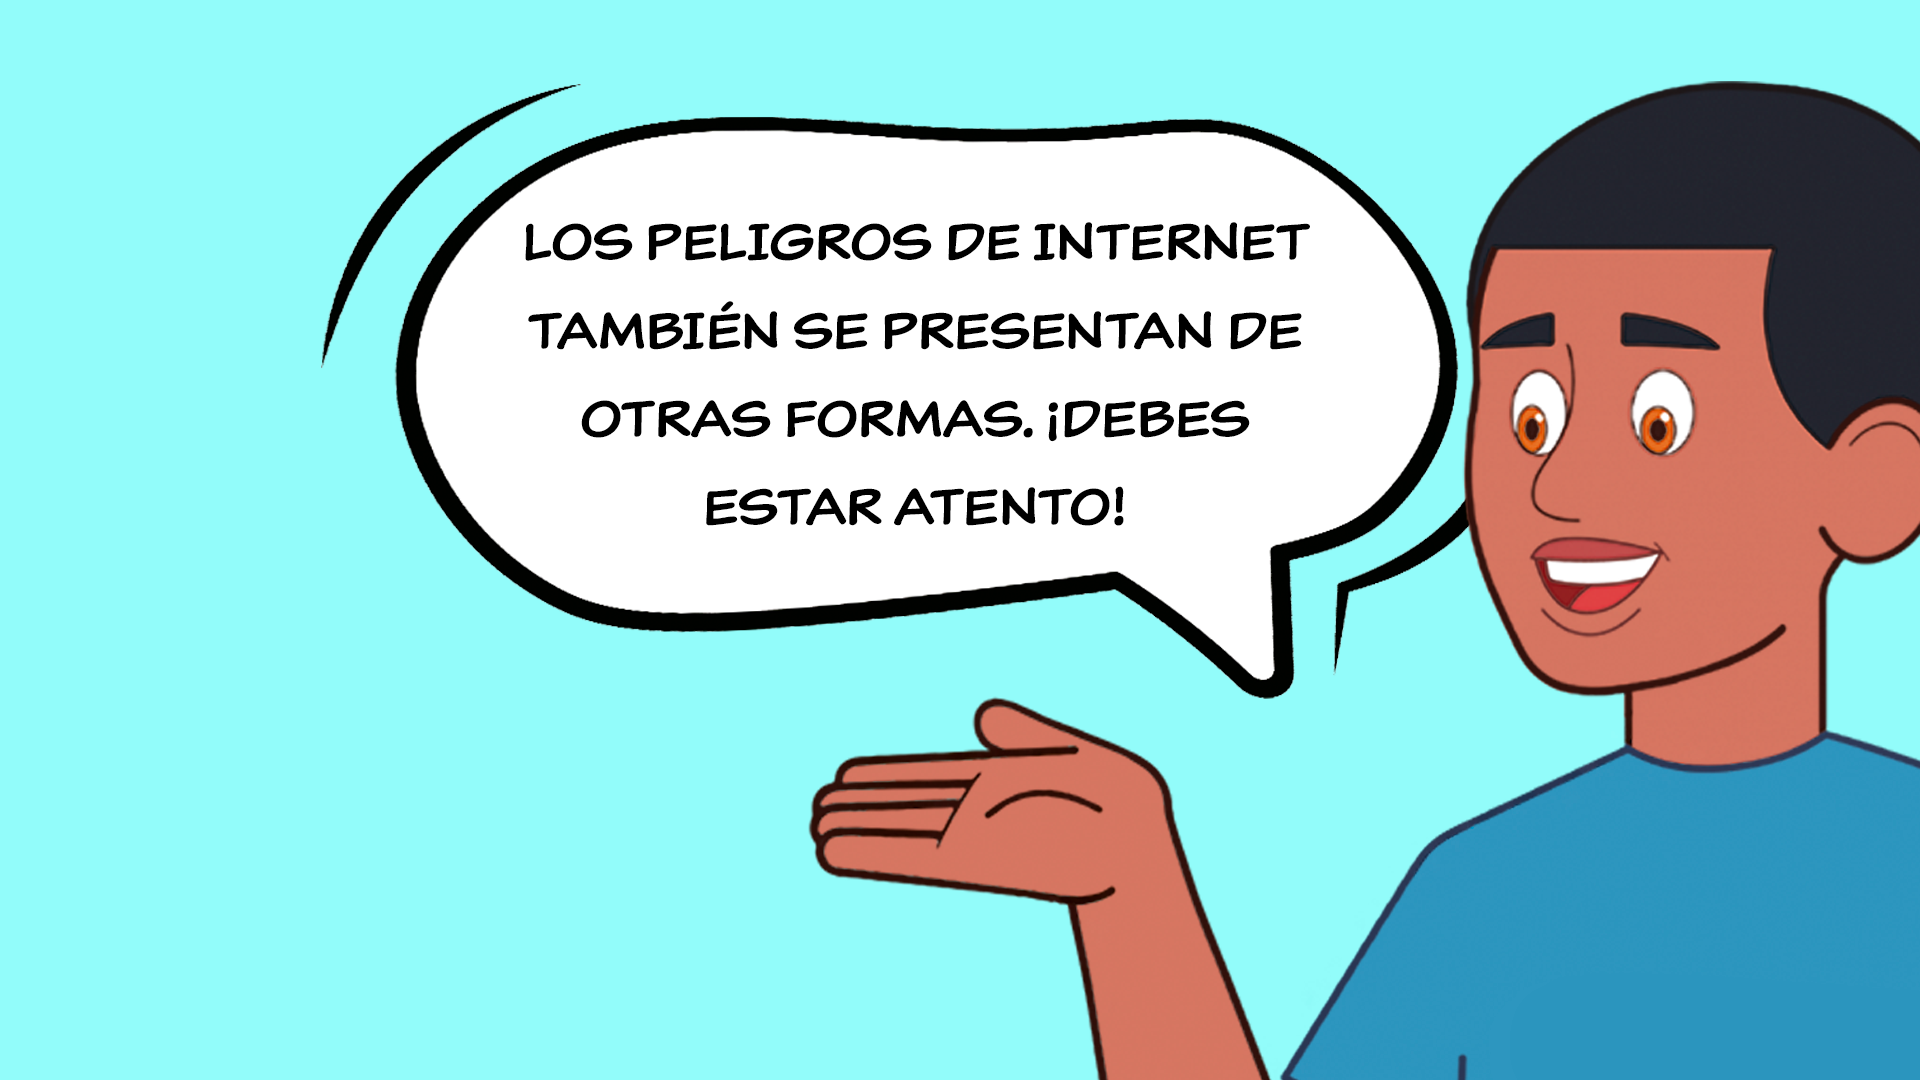 LOS PELIGROS DE INTERNET
TAMBIÉN SE PRESENTAN DE
OTRAS FORMAS. ¡DEBES
ESTAR ATENTO!